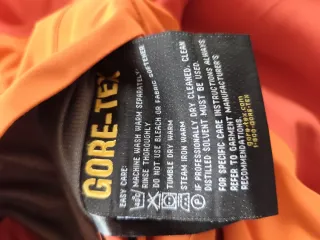 GORE-TEX
EASY CARE:
MACHINE WASH WARM SEPARATELY
RINSE THOROUGHLY
DO NOT USE BLEACH OR FABRIC SOFTENER
TUMBLE DRY WARM
STEAM IRON WARM
IF PROFESSIONALLY DRY CLEANED, CLEAN
DISTILLED SOLVENT MUST BE USED.
FOR SPECIFIC CARE INSTRUCTIONS ALWAYS
REFER TO GARMENT MANUFACTURER'S
RECOMMENDATIONS.